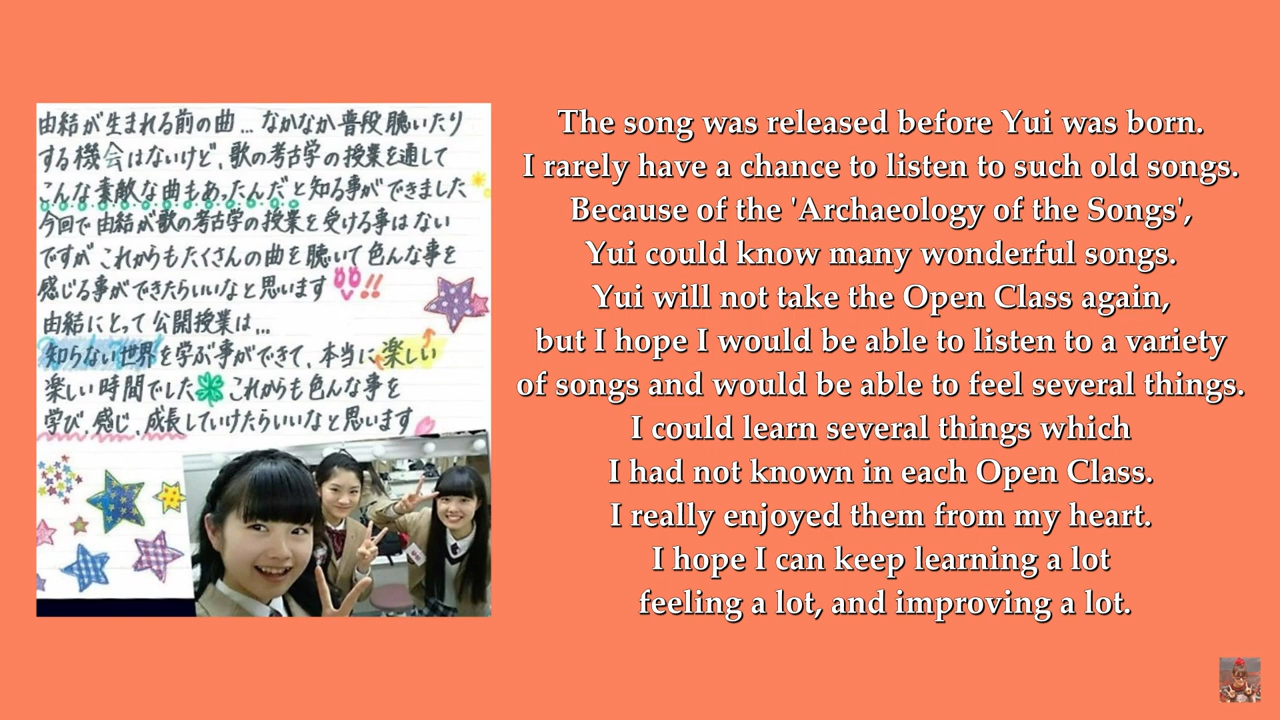 由結が生まれる前の曲…なかなか普段聴いたり
する機会はないけど、歌の考古学の授業を通して
こんな素敵な曲もあったんだと知る事ができました
今回で由結が歌の考古学の授業を受ける事はない
ですがこれからもたくさんの曲を聴いて色んな事を
感じる事ができたらいいなと思います!!
由結にとって公開授業は…
知らない世界を学ぶ事ができて、本当に楽しい
楽しい時間でした これからも色んな事を
学び、感じ、成長していけたらいいなと思います
The song was released before Yui was born.
I rarely have a chance to listen to such old songs.
Because of the 'Archaeology of the Songs',
Yui could know many wonderful songs.
Yui will not take the Open Class again,
but I hope I would be able to listen to a variety
of songs and would be able to feel several things.
I could learn several things which
I had not known in each Open Class.
I really enjoyed them from my heart.
I hope I can keep learning a lot
feeling a lot, and improving a lot.